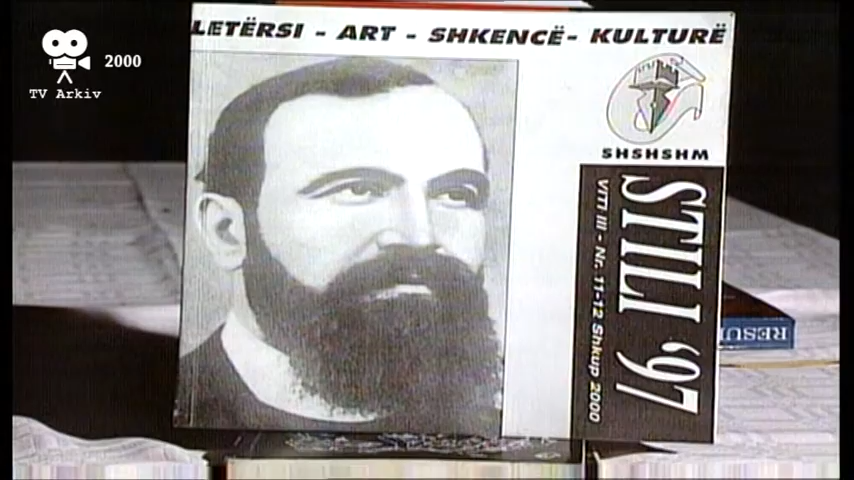 2000
TV Arkiv
LETËRSI - ART - SHKENCË- KULTURË
SHSHSHM
STILI '97
VITI III - Nr. 11-12 Shkup 2000
RESU